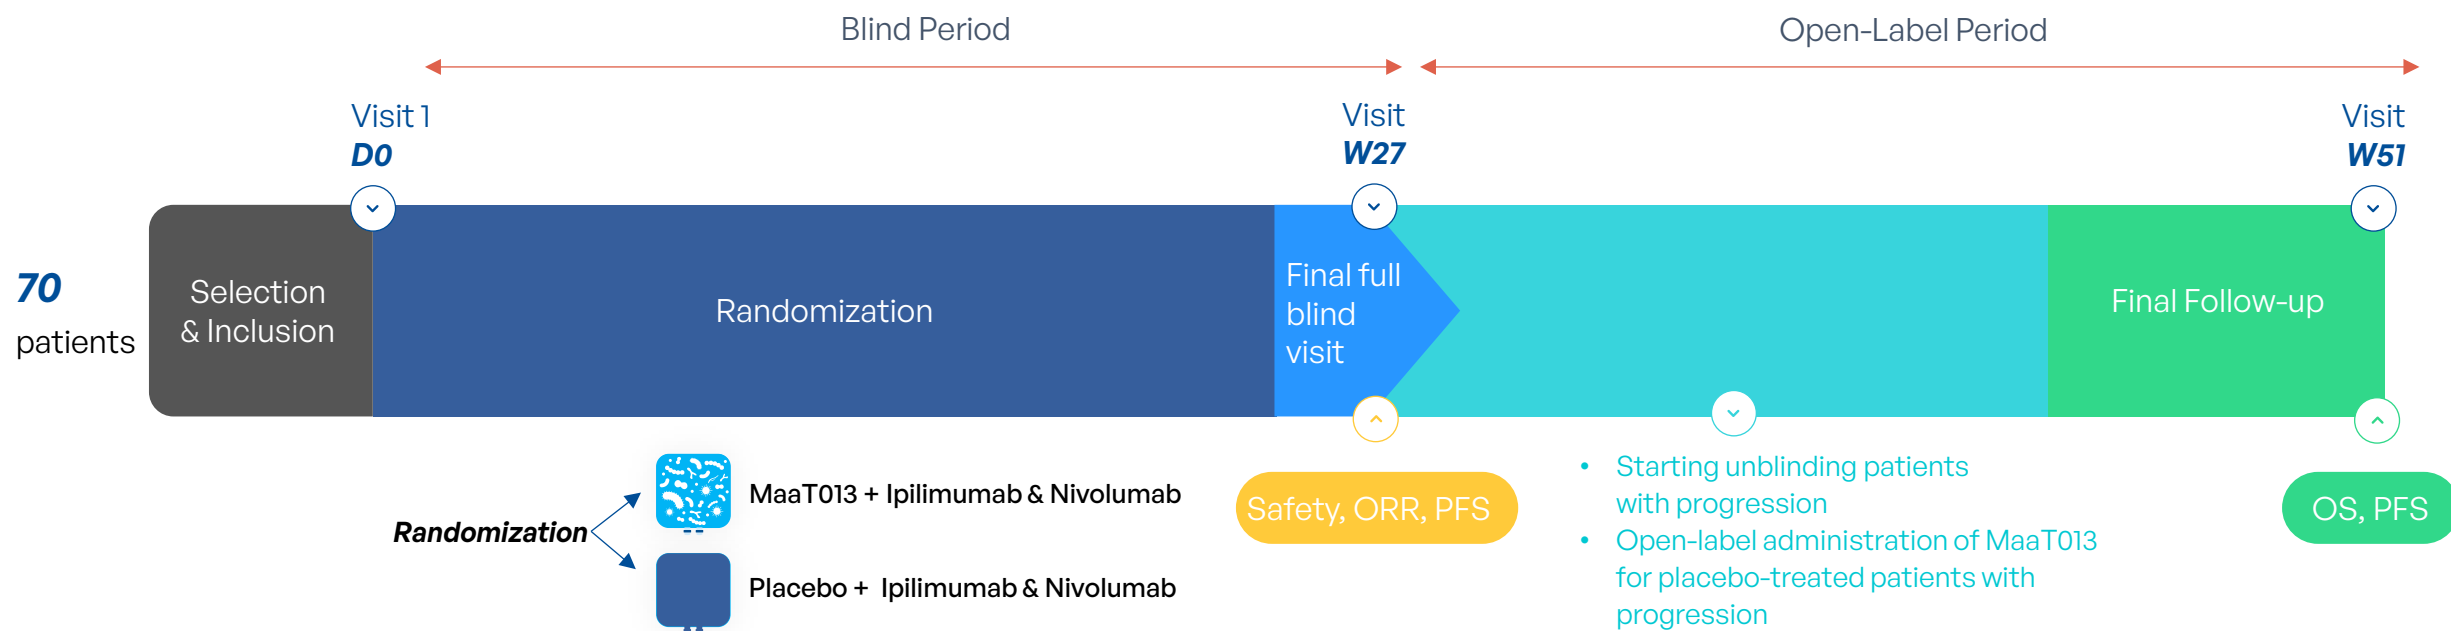 Blind Period
Open-Label Period
Visit 1
D0
Visit
W27
Visit
W51
70
patients
Selection
& Inclusion
Randomization
Final full
blind
visit
Final Follow-up
Randomization
MaaT013 + Ipilimumab & Nivolumab
Placebo + Ipilimumab & Nivolumab
Safety, ORR, PFS
• Starting unblinding patients
with progression
• Open-label administration of MaaT013
for placebo-treated patients with
progression
OS, PFS